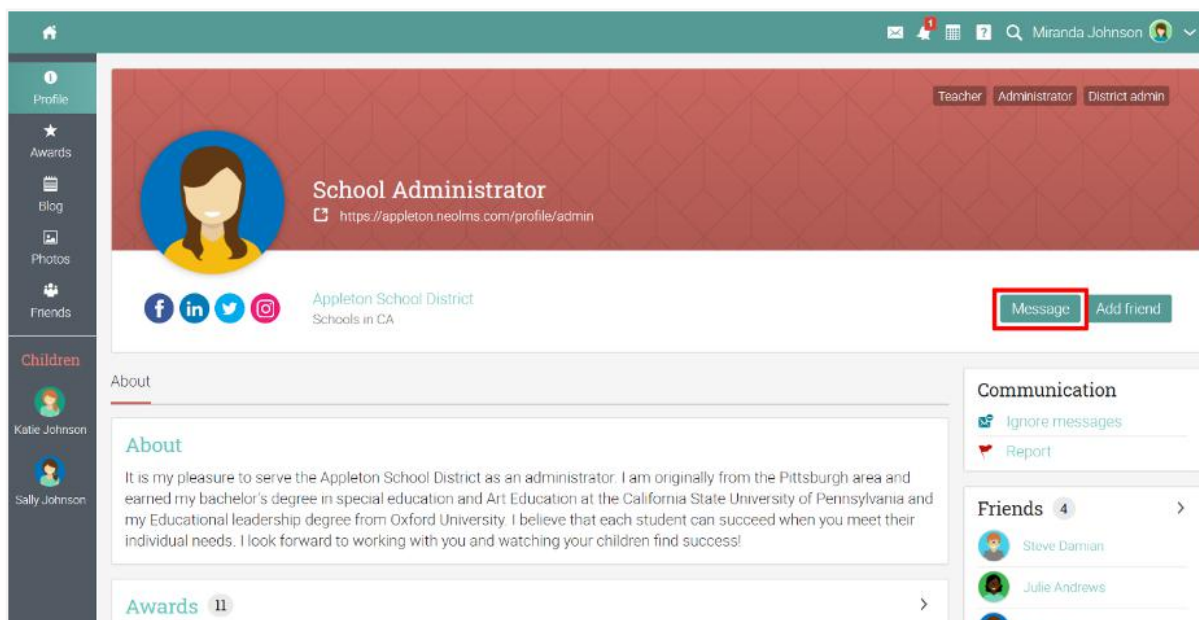 1
?
Miranda Johnson
Profile
Awards
Blog
Photos
Friends
Children
Katie Johnson
Sally Johnson
Teacher Administrator District admin
School Administrator
https://appleton.neolms.com/profile/admin
f in
Appleton School District
Schools in CA
Message Add friend
About
About
It is my pleasure to serve the Appleton School District as an administrator. I am originally from the Pittsburgh area and
earned my bachelor's degree in special education and Art Education at the California State University of Pennsylvania and
my Educational leadership degree from Oxford University. I believe that each student can succeed when you meet their
individual needs. I look forward to working with you and watching your children find success!
Awards 11
Communication
Ignore messages
Report
Friends 4
Steve Damian
Julie Andrews